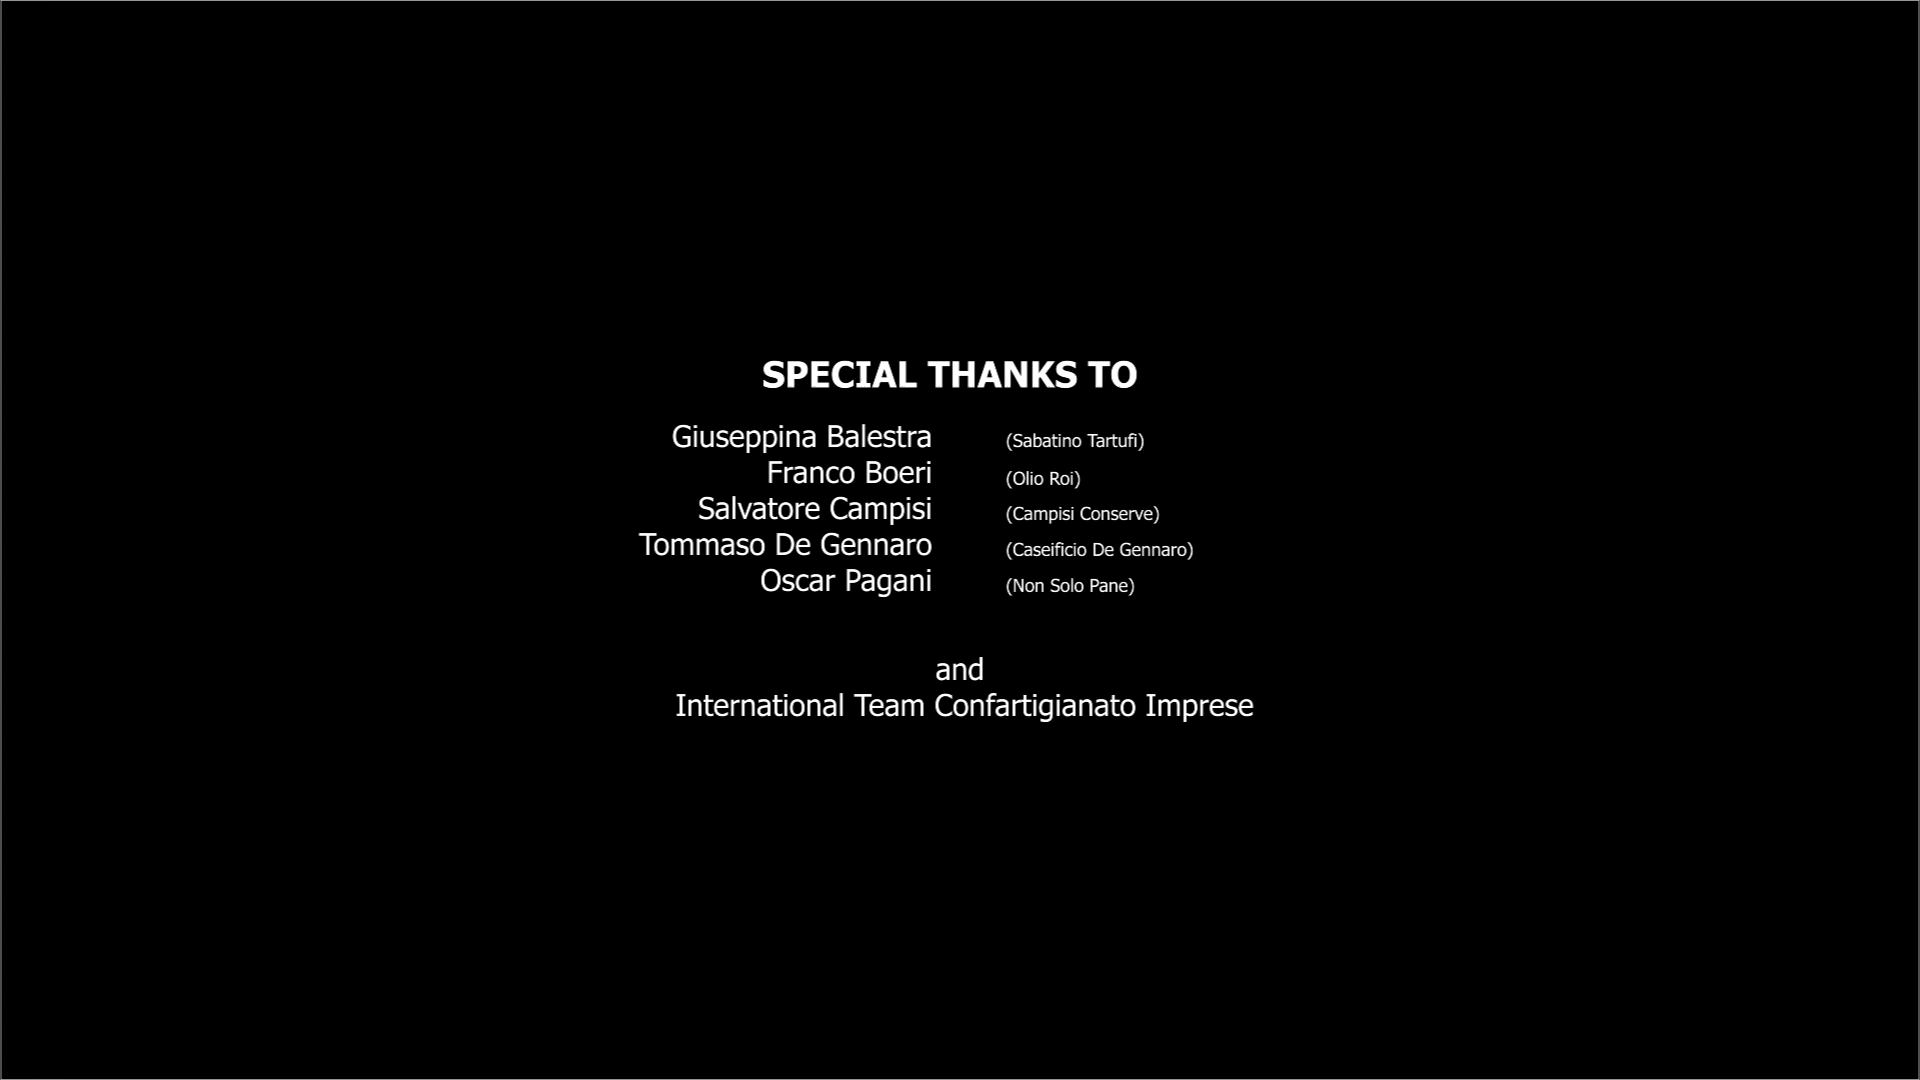 SPECIAL THANKS TO
Giuseppina Balestra (Sabatino Tartufi)
Franco Boeri (Olio Roi)
Salvatore Campisi (Campisi Conserve)
Tommaso De Gennaro (Caseificio De Gennaro)
Oscar Pagani (Non Solo Pane)
and
International Team Confartigianato Imprese